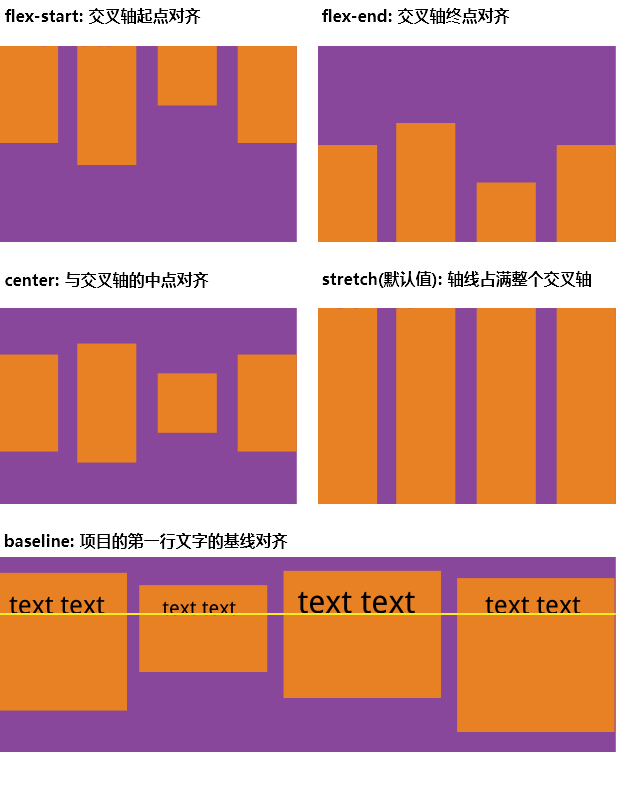 flex-start: 交叉轴起点对齐
flex-end: 交叉轴终点对齐
center: 与交叉轴的中点对齐
stretch(默认值): 轴线占满整个交叉轴
baseline: 项目的第一行文字的基线对齐
text text
text text
text text
text text